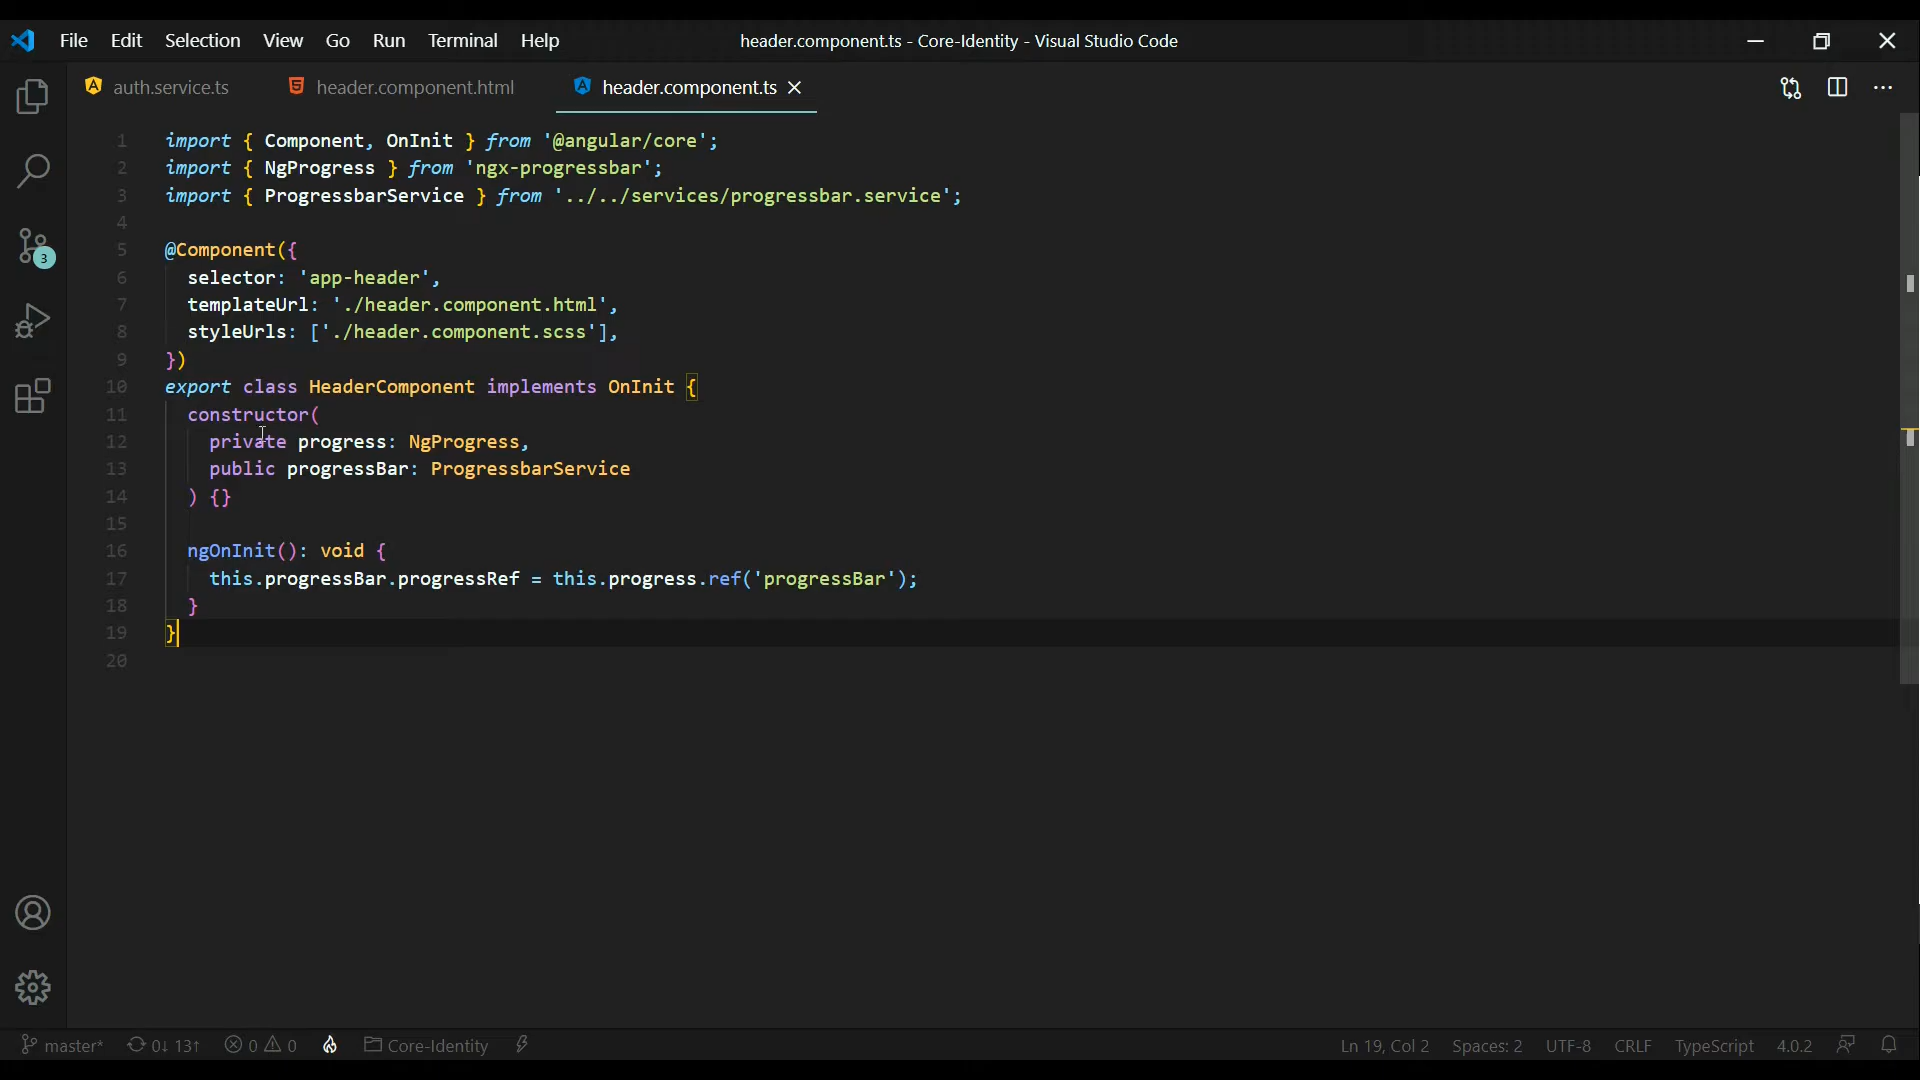 File Edit Selection View Go Run Terminal Help header.component.ts - Core-Identity - Visual Studio Code
auth.service.ts header.component.html header.component.ts
1 import { Component, OnInit } from '@angular/core';
2 import { NgProgress } from 'ngx-progressbar';
3 import { ProgressbarService } from '../../services/progressbar.service';
4
5 @Component({
6 selector: 'app-header',
7 templateUrl: './header.component.html',
8 styleUrls: ['./header.component.scss'],
9 })
10 export class HeaderComponent implements OnInit {
11 constructor(
12 private progress: NgProgress,
13 public progressBar: ProgressbarService
14 ) {}
15
16 ngOnInit(): void {
17 this.progressBar.progressRef = this.progress.ref('progressBar');
18 }
19 }
20
3
master* 0↓ 13↑ 0 0 Core-Identity Ln 19, Col 2 Spaces: 2 UTF-8 CRLF TypeScript 4.0.2